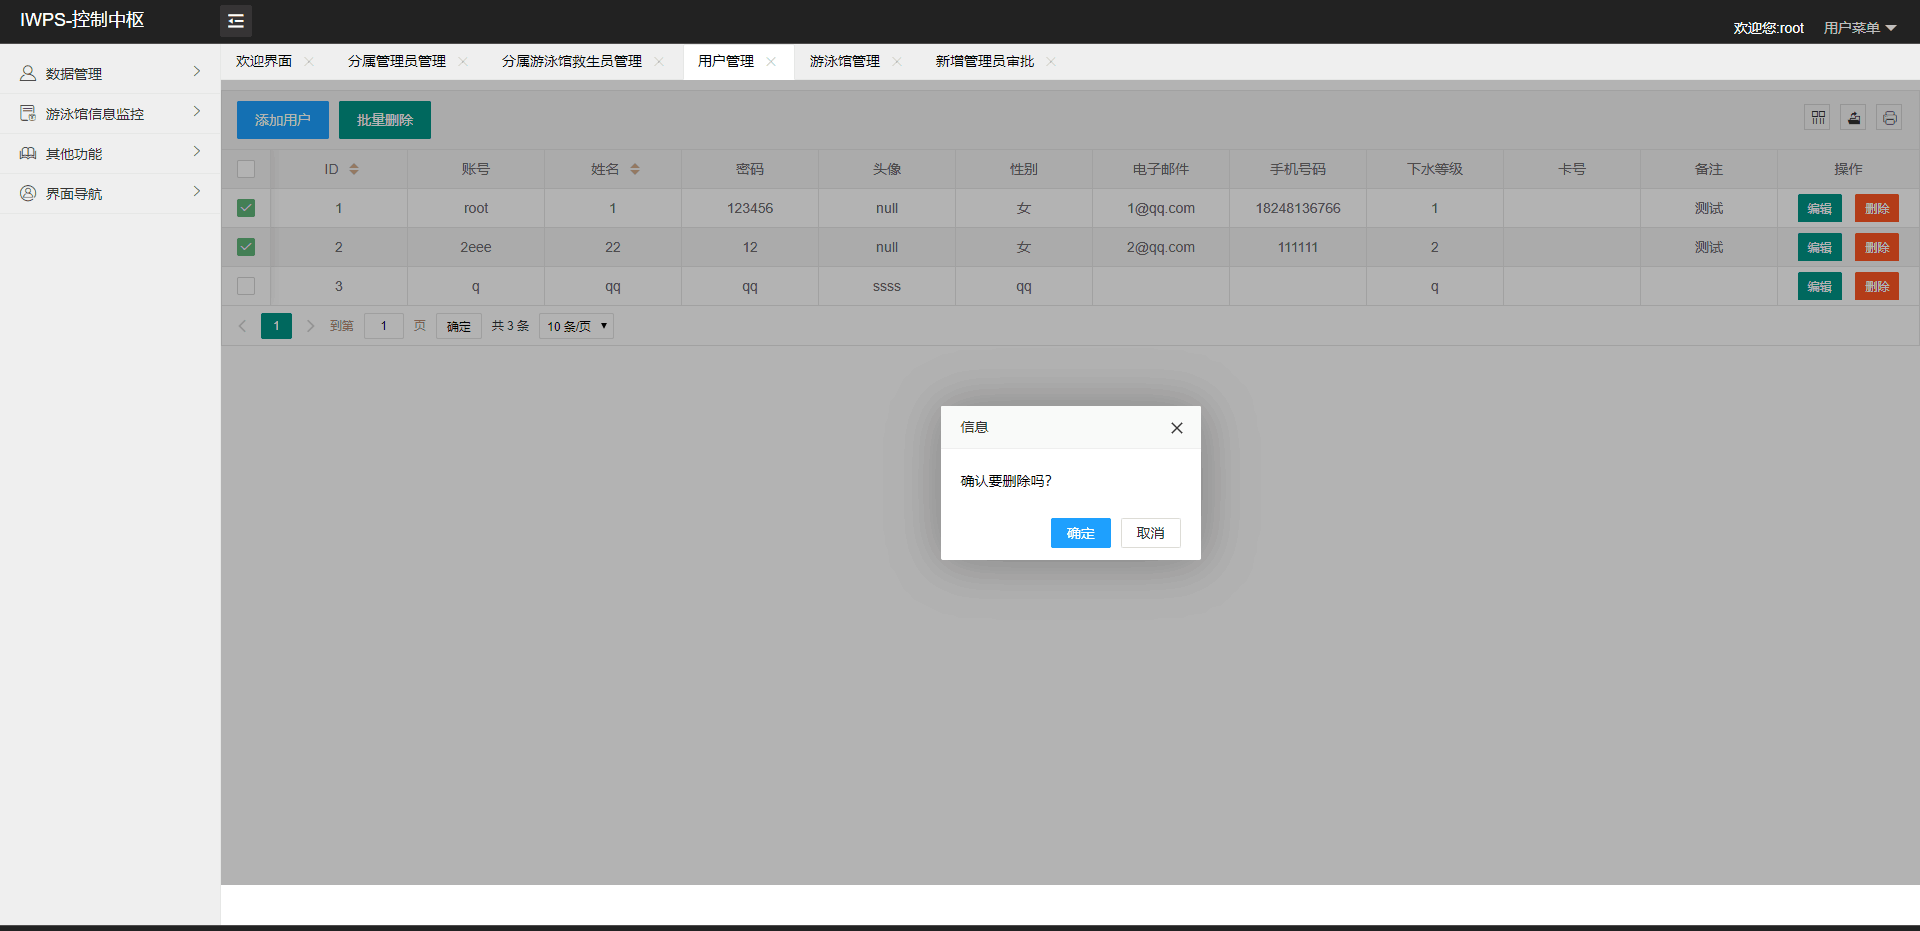 IWPS-控制中枢
欢迎您:root 用户菜单
数据管理
游泳馆信息监控
其他功能
界面导航
欢迎界面 分属管理员管理 分属游泳馆救生员管理 用户管理 游泳馆管理 新增管理员审批
添加用户 批量删除
ID 账号 姓名 密码 头像 性别 电子邮件 手机号码 下水等级 卡号 备注 操作
1 root 1 123456 null 女 1@qq.com 18248136766 1 测试 编辑 删除
2 2eee 22 12 null 女 2@qq.com 111111 2 测试 编辑 删除
3 q qq qq ssss qq q 编辑 删除
1 到第 1 页 确定 共 3 条 10 条/页
信息
确认要删除吗?
确定 取消